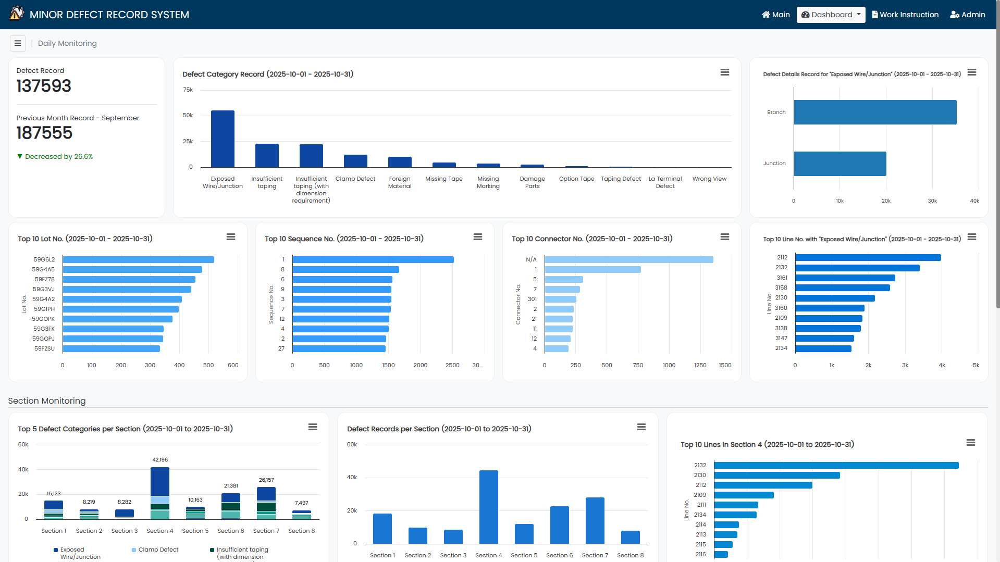 MINOR DEFECT RECORD SYSTEM
Main
Dashboard
Work Instruction
Admin
Daily Monitoring
Defect Record
137593
Previous Month Record - September
187555
▼ Decreased by 26.6%
Defect Category Record (2025-10-01 - 2025-10-31)
75k
50k
25k
0
Exposed
Wire/Junction
Insufficient
taping
Insufficient
taping (with
dimension
requirement)
Clamp Defect
Foreign
Material
Missing Tape
Missing
Marking
Damage
Parts
Option Tape
Taping Defect
La Terminal
Defect
Wrong View
Defect Details Record for "Exposed Wire/Junction" (2025-10-01 - 2025-10-31)
Branch
Junction
0 10k 20k 30k 40k
Top 10 Lot No. (2025-10-01 - 2025-10-31)
Lot No.
59G6L2
59G4A5
59FZ78
59G3VJ
59G4A2
59G1PH
59GOPK
59G3FK
59GOPJ
59FZSU
0 100 200 300 400 500 600
Top 10 Sequence No. (2025-10-01 - 2025-10-31)
Sequence No.
1
8
6
9
3
7
12
4
2
27
0 500 1000 1500 2000 2500 30...
Top 10 Connector No. (2025-10-01 - 2025-10-31)
Connector No.
N/A
1
5
7
301
2
21
11
12
4
0 250 500 750 1000 1250 1500
Top 10 Line No. with "Exposed Wire/Junction" (2025-10-01 - 2025-10-31)
Line No.
2112
2132
3161
3158
2130
3160
2109
3138
3147
2134
0 1k 2k 3k 4k 5k
Section Monitoring
Top 5 Defect Categories per Section (2025-10-01 to 2025-10-31)
60k
40k
20k
0
15,133
8,219
8,282
42,196
10,163
21,381
26,157
7,497
Section 1 Section 2 Section 3 Section 4 Section 5 Section 6 Section 7 Section 8
Exposed
Wire/Junction
Clamp Defect
Insufficient taping
(with dimension
Defect Records per Section (2025-10-01 to 2025-10-31)
60k
40k
20k
0
Section 1 Section 2 Section 3 Section 4 Section 5 Section 6 Section 7 Section 8
Top 10 Lines in Section 4 (2025-10-01 to 2025-10-31)
Line No.
2132
2130
2112
2109
2111
2134
2114
2113
2115
2116